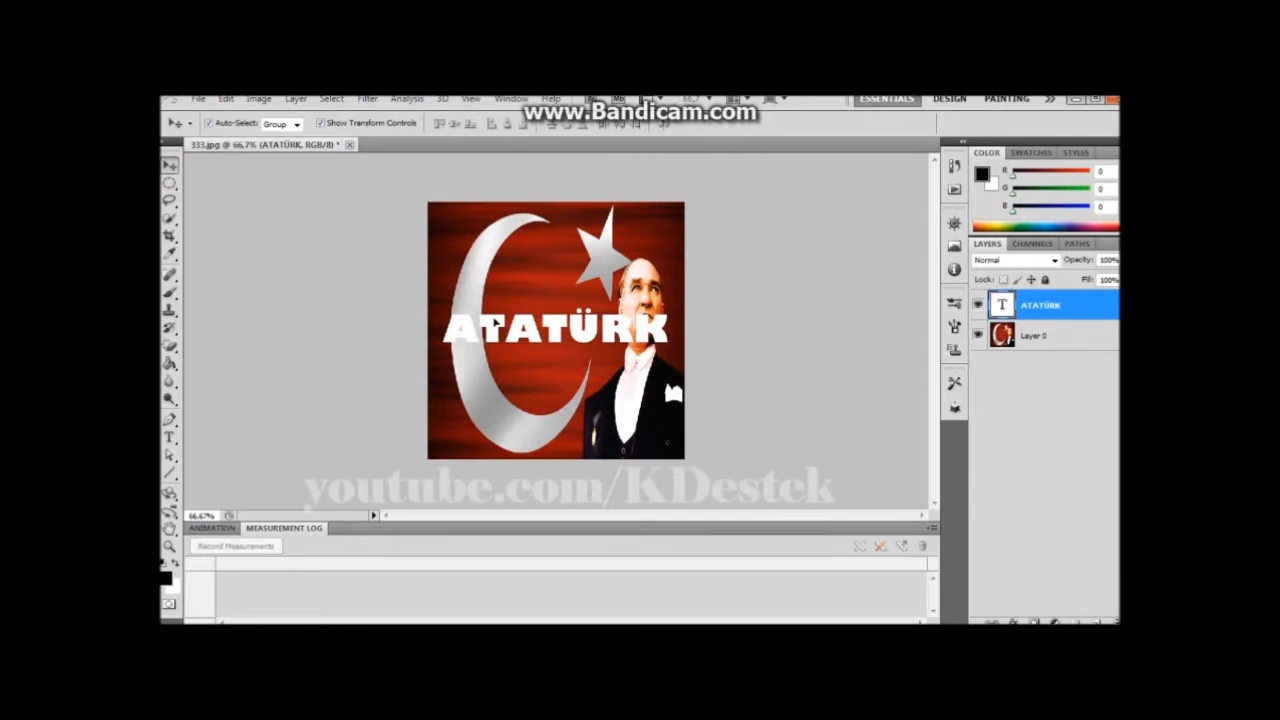 File Edit Image Layer Select Filter Analysis 3D View Window Help
ESSENTIALS DESIGN PAINTING
www.Bandicam.com
Auto-Select: Group Show Transform Controls
333.jpg @ 66,7% (ATATÜRK, RGB/8) *
COLOR SWATCHES STYLES
R 0
G 0
B 0
LAYERS CHANNELS PATHS
Normal Opacity: 100%
Lock: Fill: 100%
T ATATÜRK
Layer 0
ATATÜRK
youtube.com/KDestek
66,67%
ANIMATION MEASUREMENT LOG
Record Measurements